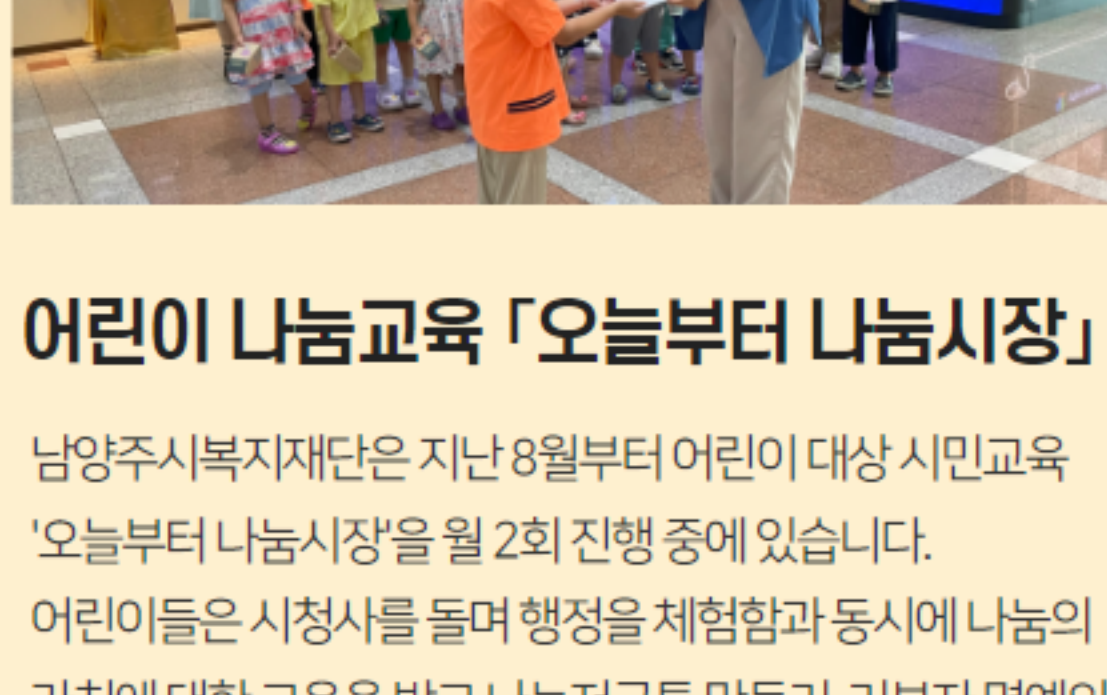 어린이 나눔교육 「오늘부터 나눔시장」
남양주시복지재단은 지난 8월부터 어린이 대상 시민교육
'오늘부터 나눔시장'을 월 2회 진행 중에 있습니다.
어린이들은 시청사를 돌며 행정을 체험함과 동시에 나눔의